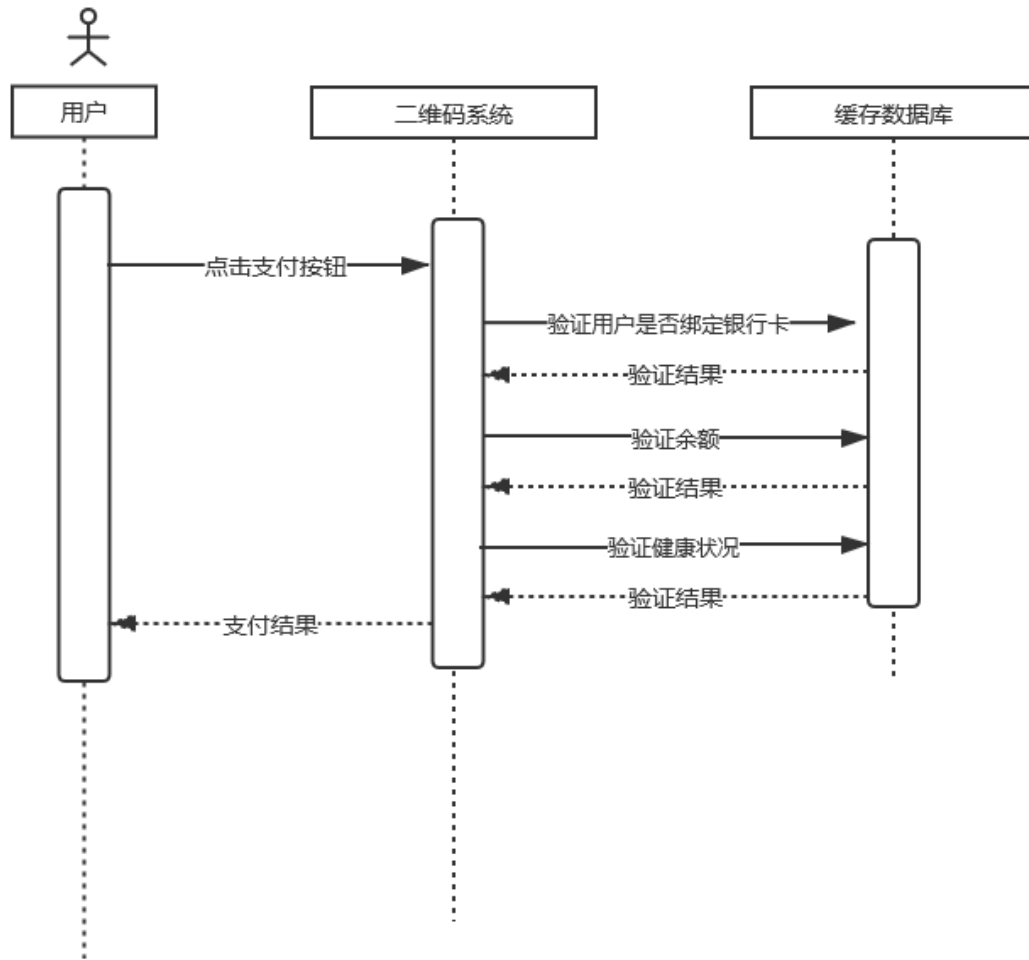 用户
二维码系统
缓存数据库
点击支付按钮
验证用户是否绑定银行卡
验证结果
验证余额
验证结果
验证健康状况
验证结果
支付结果